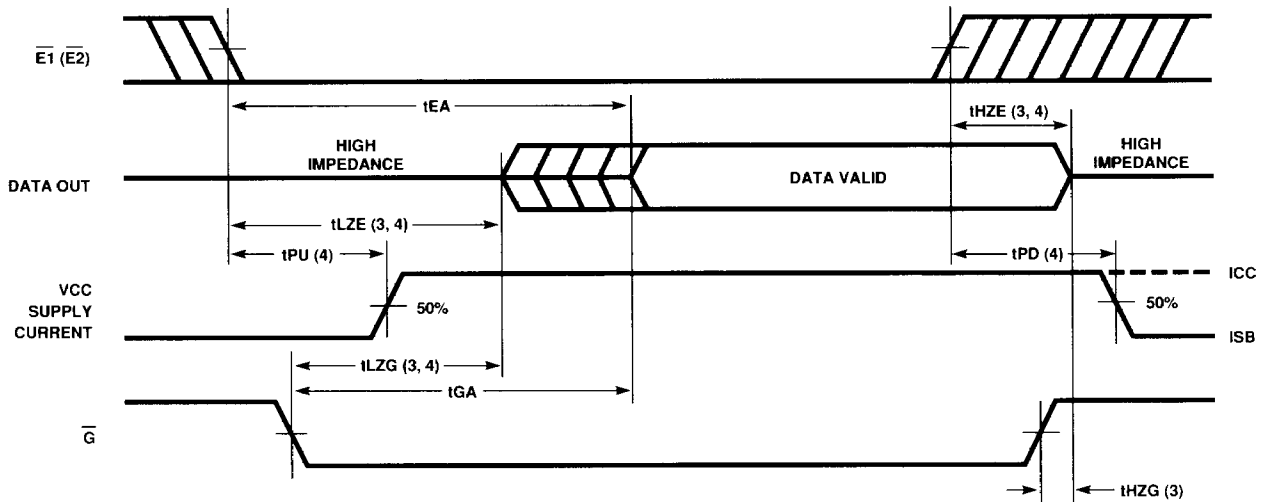 E1 (E2)
tEA
tHZE (3, 4)
HIGH
IMPEDANCE
HIGH
IMPEDANCE
DATA OUT
DATA VALID
tLZE (3, 4)
tPU (4)
tPD (4)
VCC
SUPPLY
CURRENT
50%
ICC
50%
ISB
tLZG (3, 4)
tGA
G
tHZG (3)